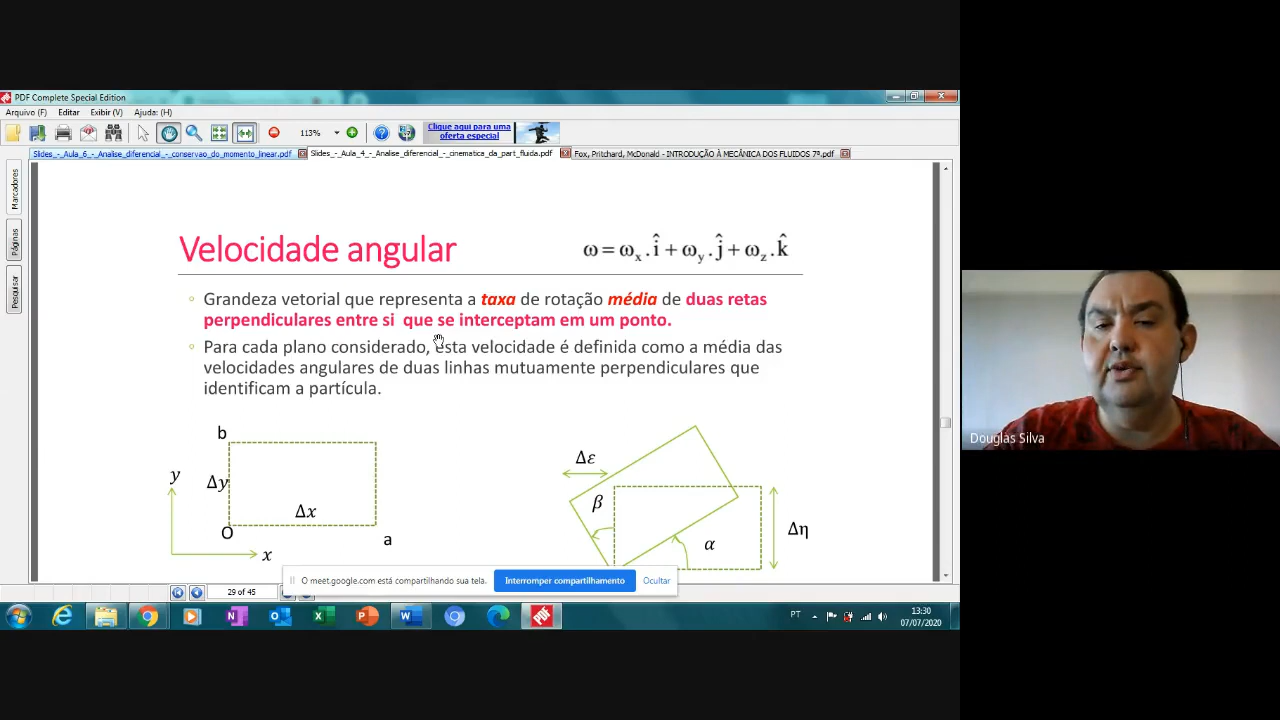 PDF Complete Special Edition
Arquivo (F) Editar Exibir (V) Ajuda: (H)
113%
Clique aqui para uma
oferta especial
Slides_-_Aula_6_-_Analise_diferencial_-_conservao_do_momento_linear.pdf
Slides_-_Aula_4_-_Analise_diferencial_-_cinematica_da_part_fluida.pdf
Fox, Pritchard, McDonald - INTRODUÇÃO À MECÂNICA DOS FLUIDOS 7ª.pdf
Marcadores
Páginas
Pesquisar
Velocidade angular
ω = ωx . î + ωy . ĵ + ωz . k̂
Grandeza vetorial que representa a taxa de rotação média de duas retas
perpendiculares entre si que se interceptam em um ponto.
Para cada plano considerado, esta velocidade é definida como a média das
velocidades angulares de duas linhas mutuamente perpendiculares que
identificam a partícula.
b
y
Δy
Δx
O
a
x
Δε
β
α
Δη
Douglas Silva
O meet.google.com está compartilhando sua tela.
Interromper compartilhamento
Ocultar
29 of 45
PT
13:30
07/07/2020